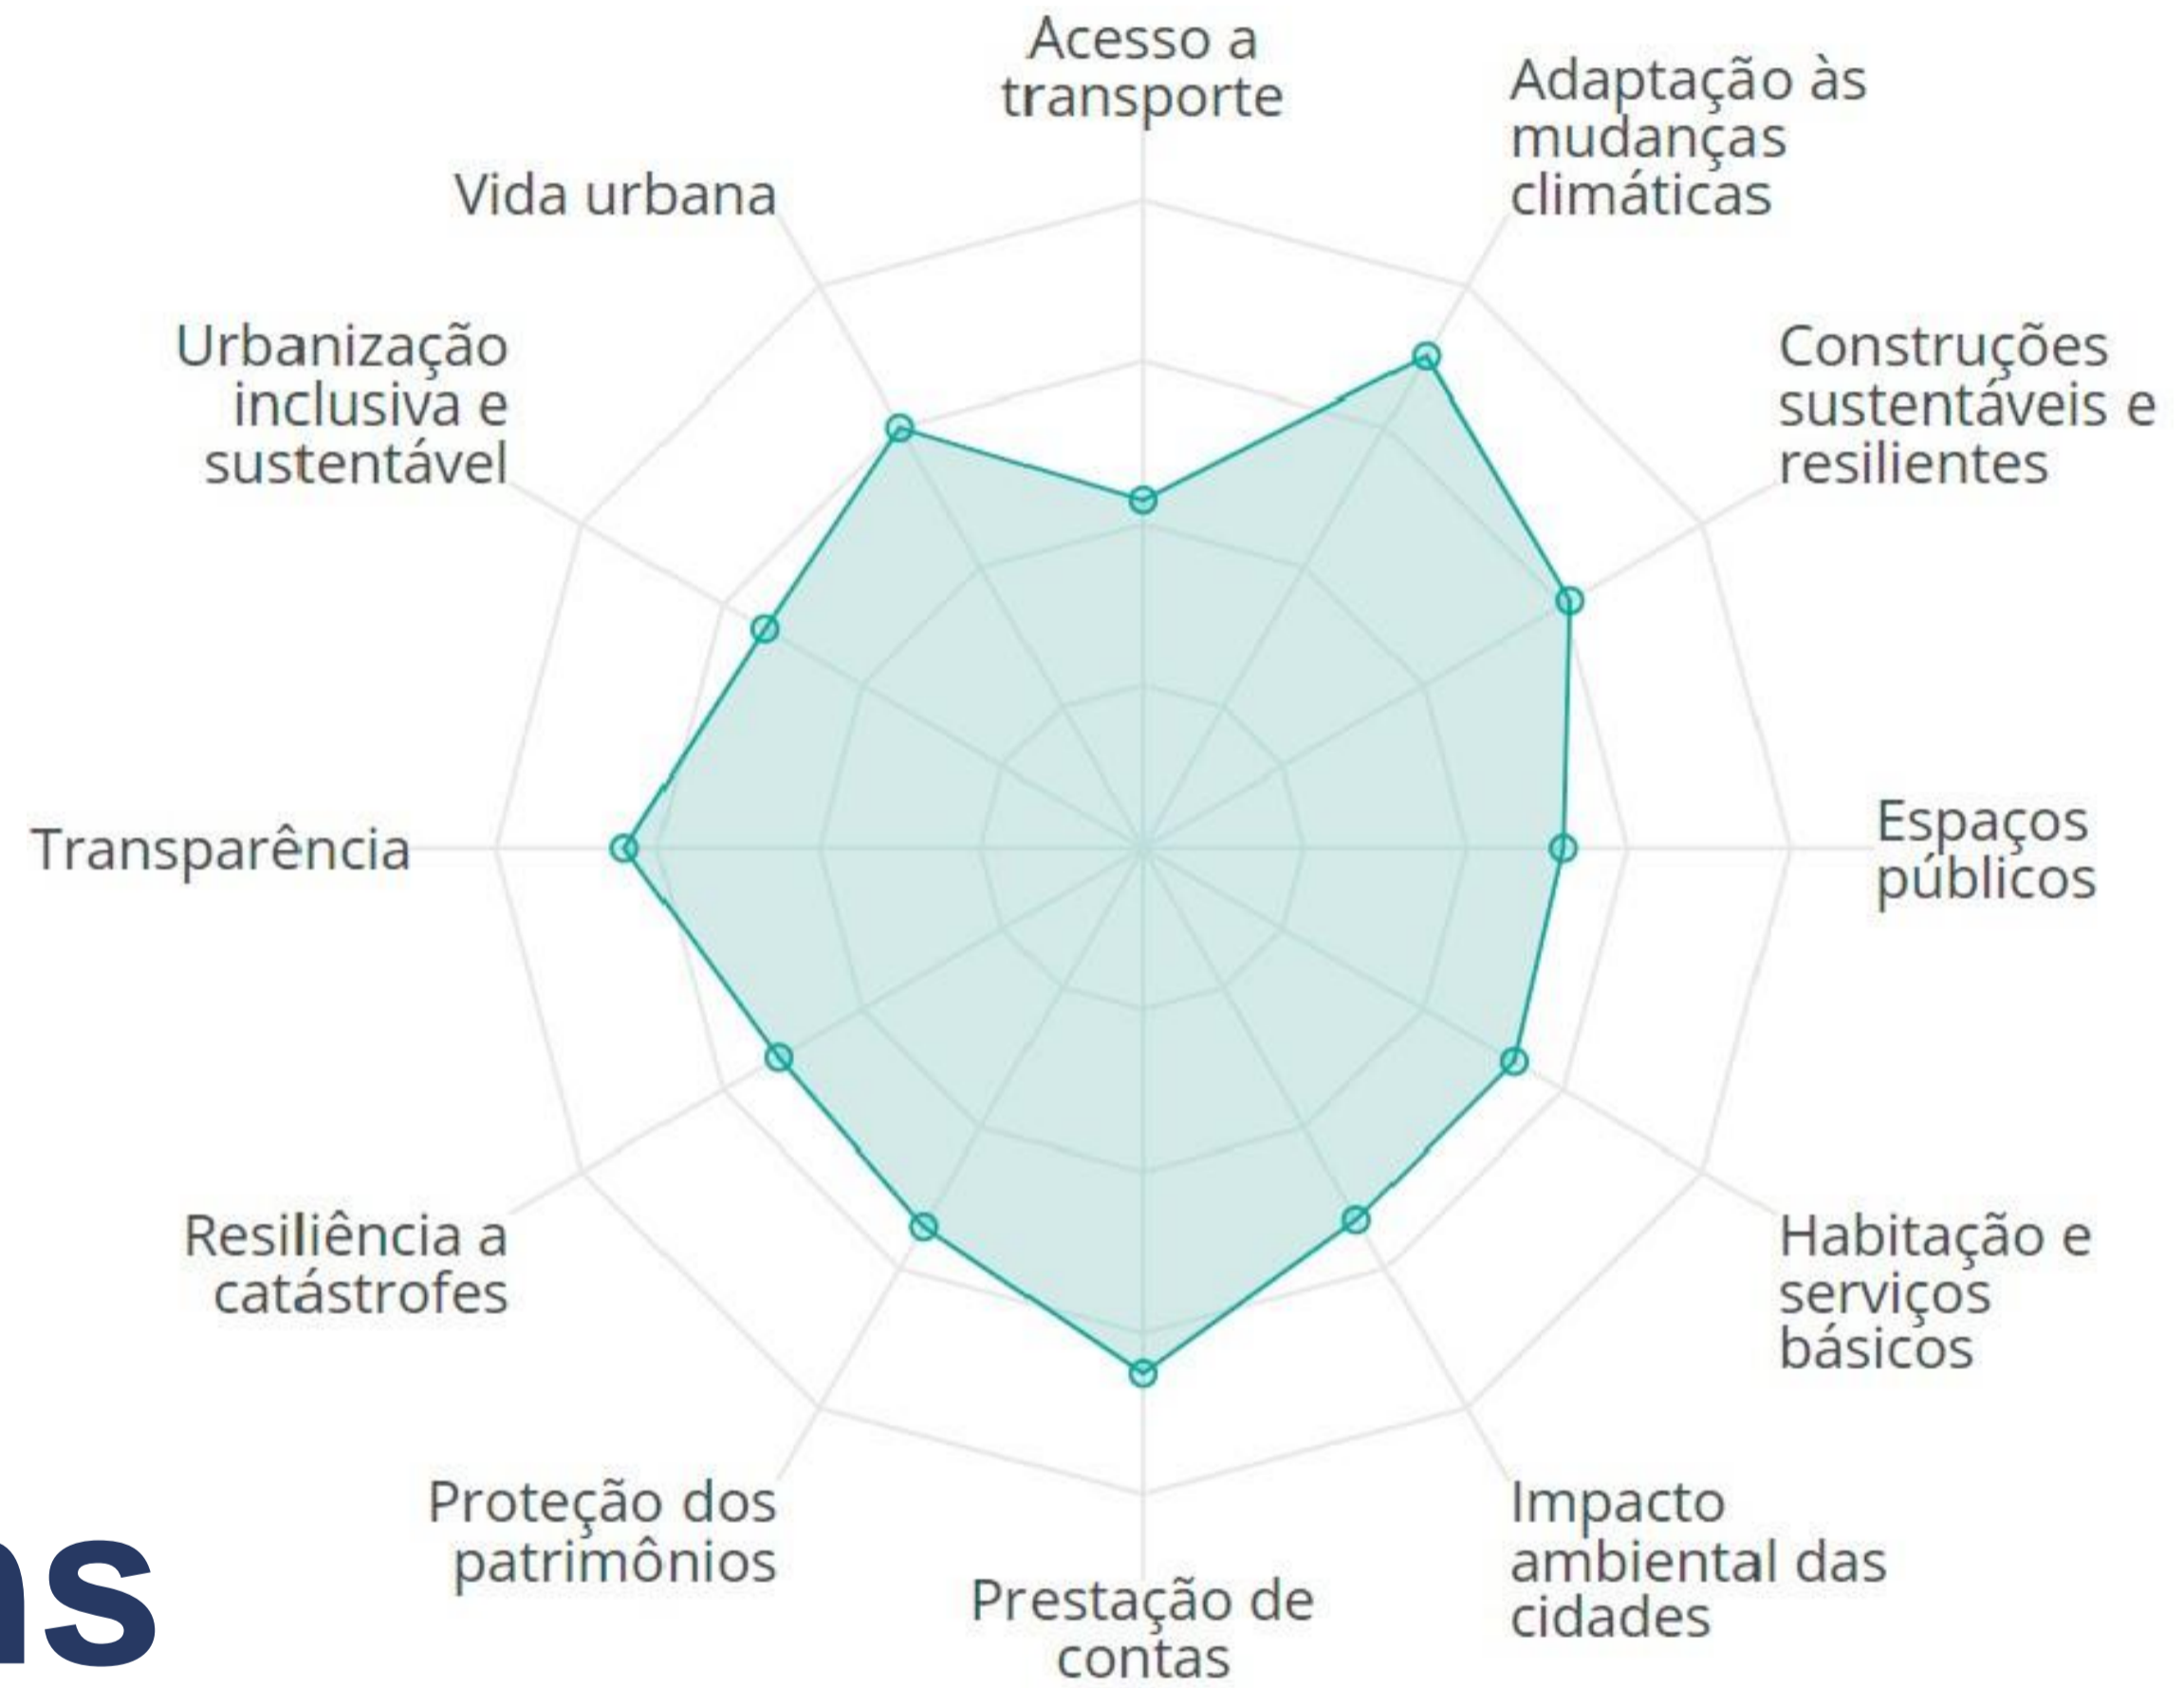 Acesso a
transporte
Adaptação às
mudanças
climáticas
Construções
sustentáveis e
resilientes
Espaços
públicos
Habitação e
serviços
básicos
Impacto
ambiental das
cidades
Prestação de
contas
Proteção dos
patrimônios
Resiliência a
catástrofes
Transparência
Urbanização
inclusiva e
sustentável
Vida urbana